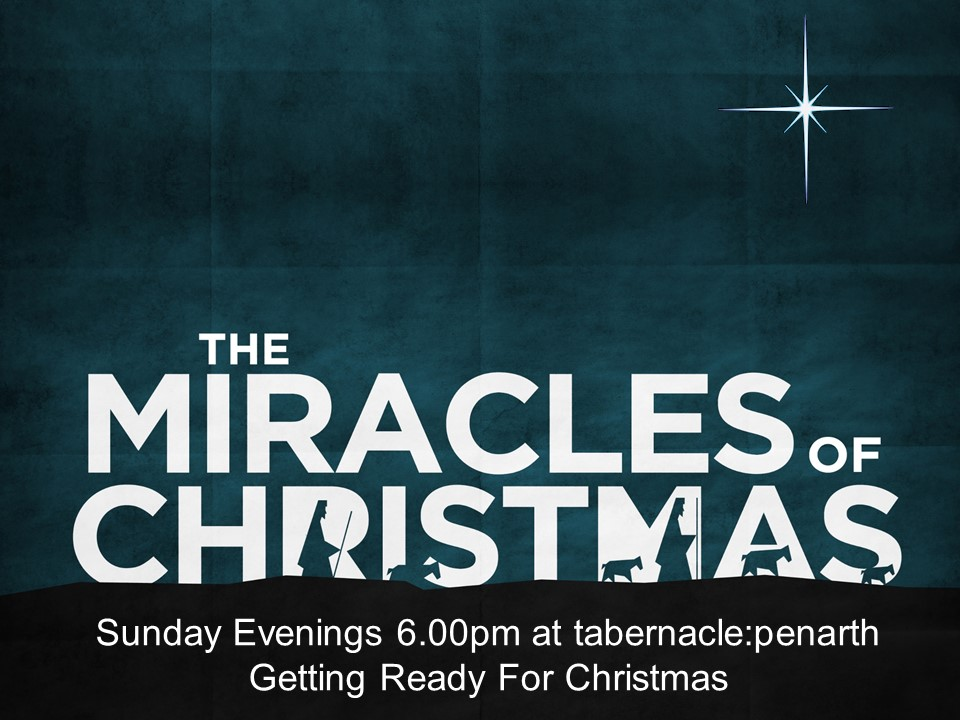 THE
MIRACLES OF
CHRISTMAS
Sunday Evenings 6.00pm at tabernacle:penarth
Getting Ready For Christmas